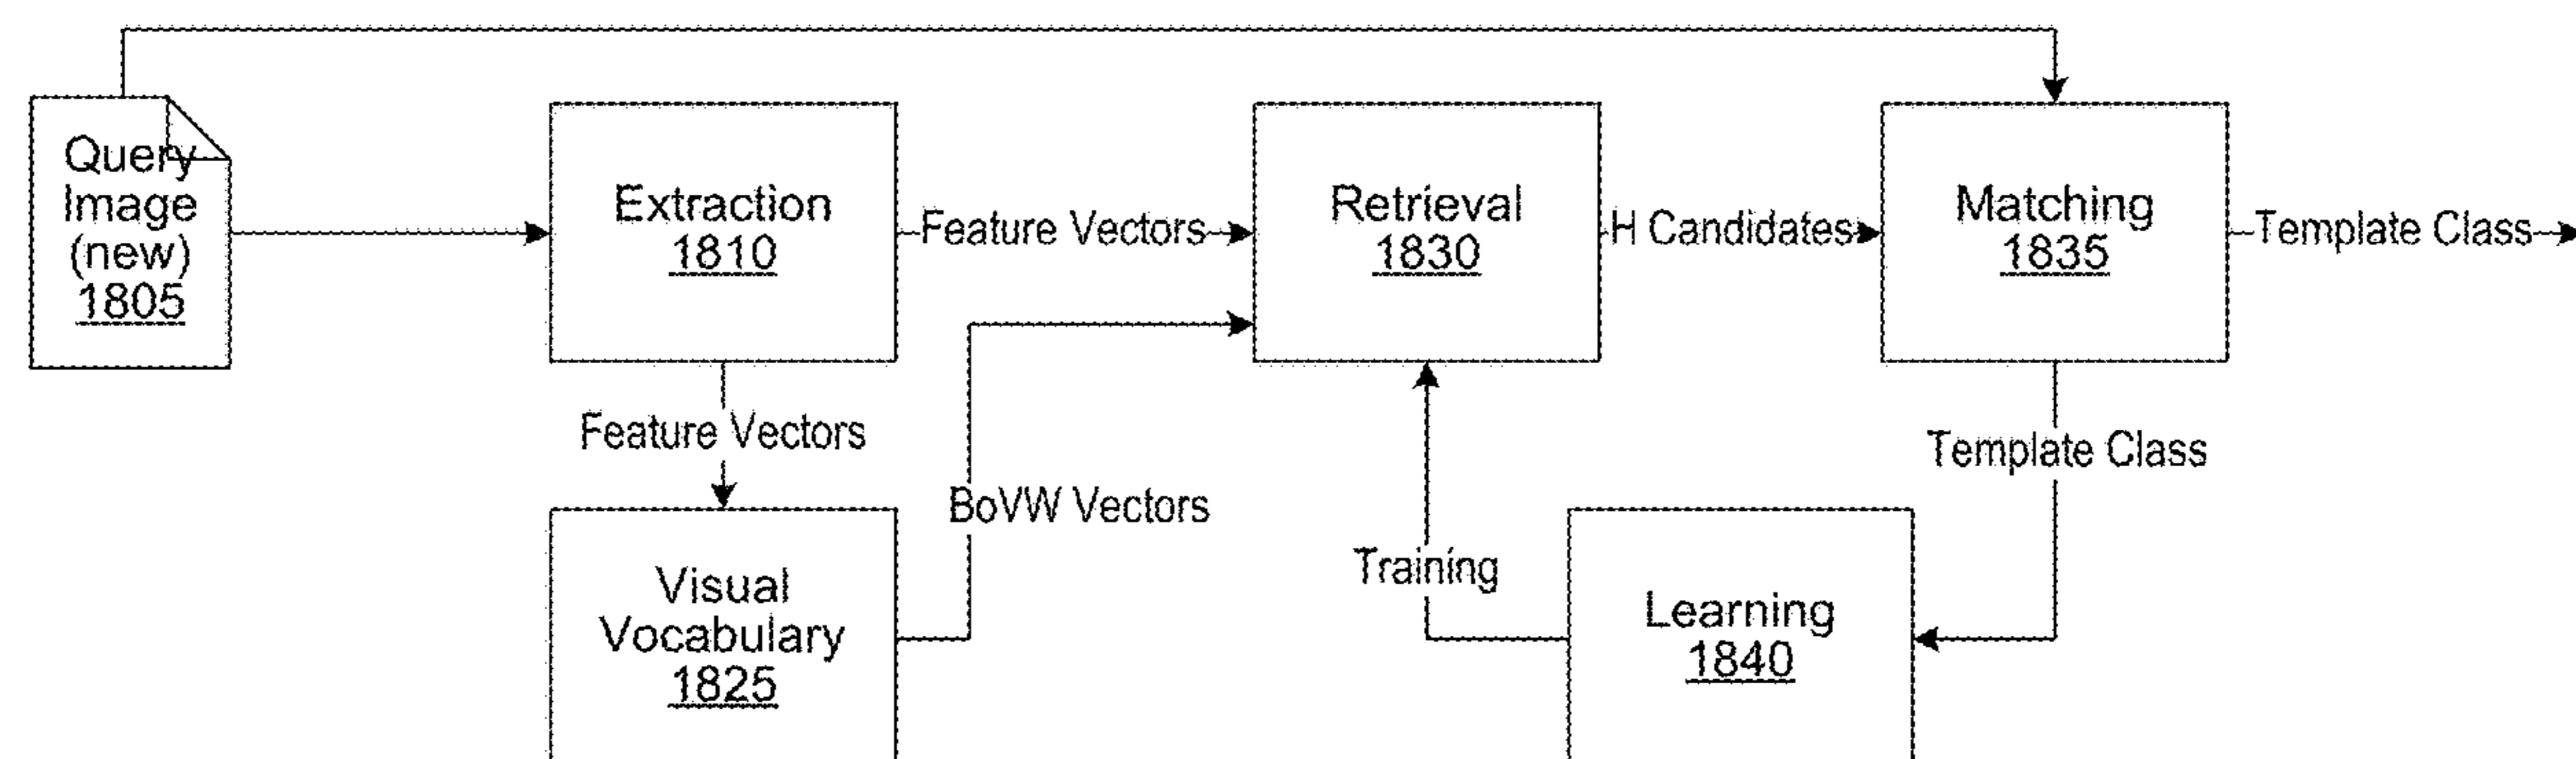 Query
Image
(new)
1805
Extraction
1810
Feature Vectors
Retrieval
1830
H Candidates
Matching
1835
Template Class
Feature Vectors
BoVW Vectors
Template Class
Training
Visual
Vocabulary
1825
Learning
1840